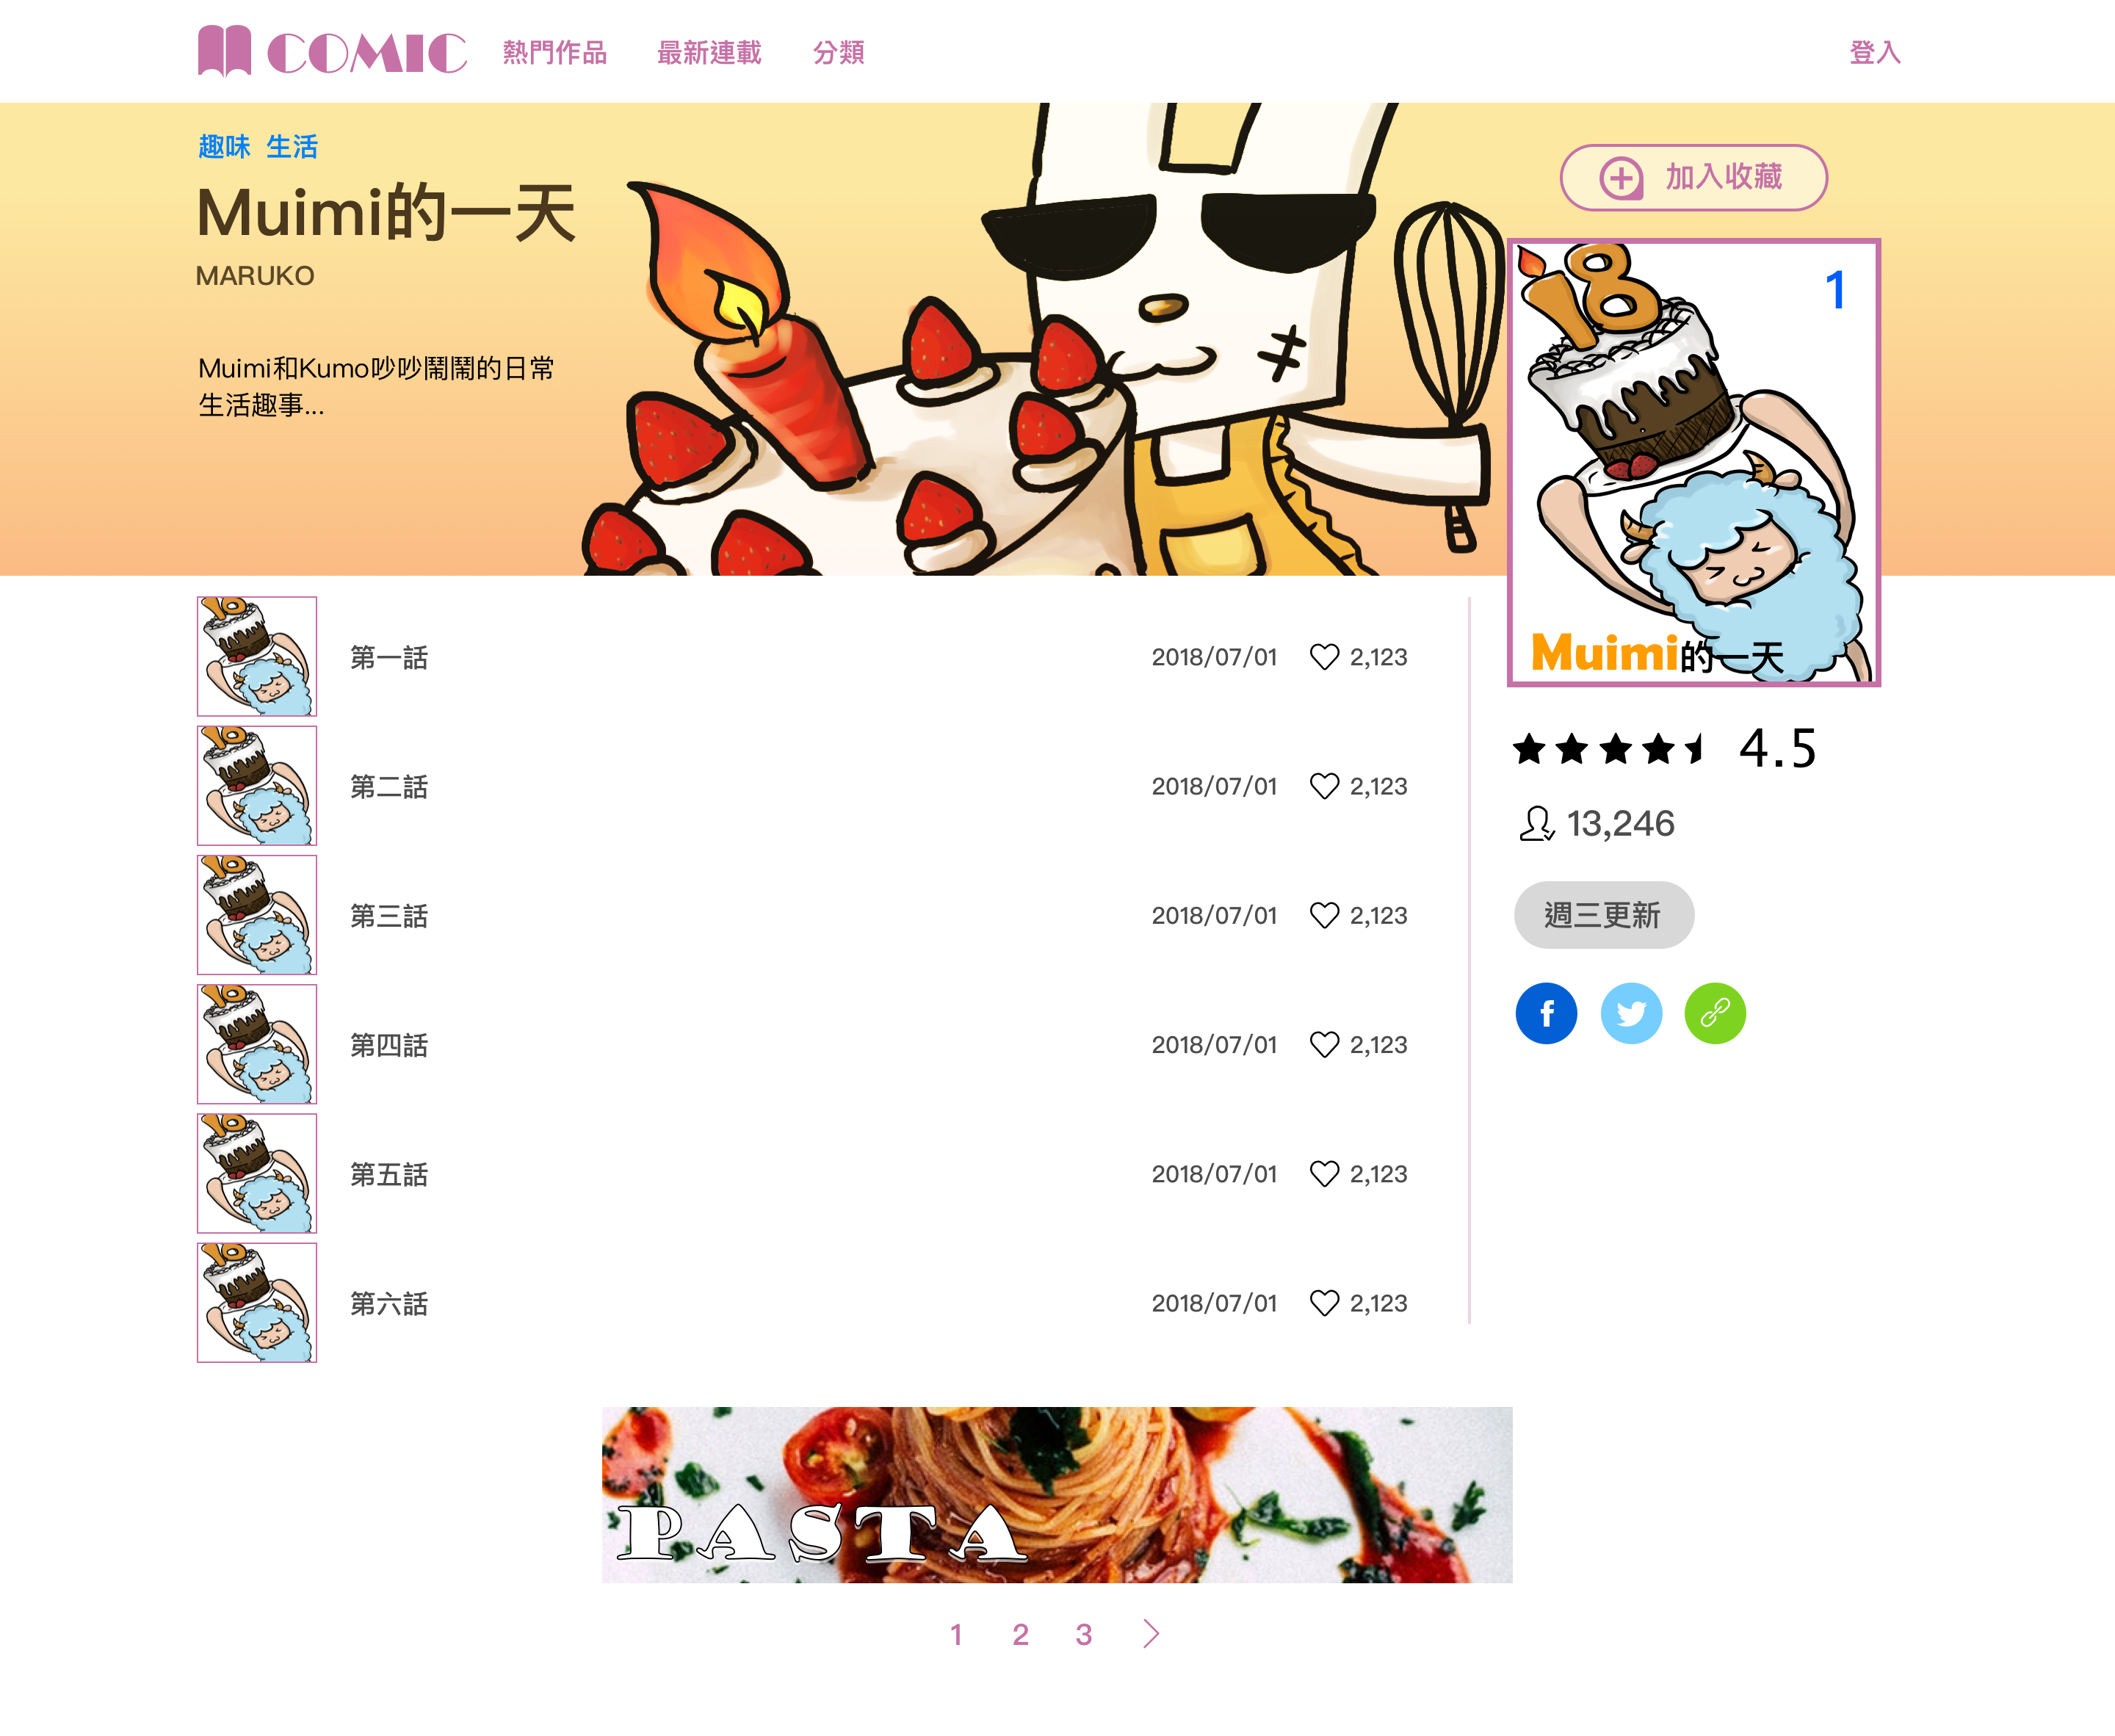 COMIC
熱門作品
最新連載
分類
登入
趣味 生活
Muimi的一天
MARUKO
Muimi和Kumo吵吵鬧鬧的日常
生活趣事...
加入收藏
18
1
Muimi的一天
第一話 2018/07/01 2,123
第二話 2018/07/01 2,123
第三話 2018/07/01 2,123
第四話 2018/07/01 2,123
第五話 2018/07/01 2,123
第六話 2018/07/01 2,123
4.5
13,246
週三更新
PASTA
1 2 3